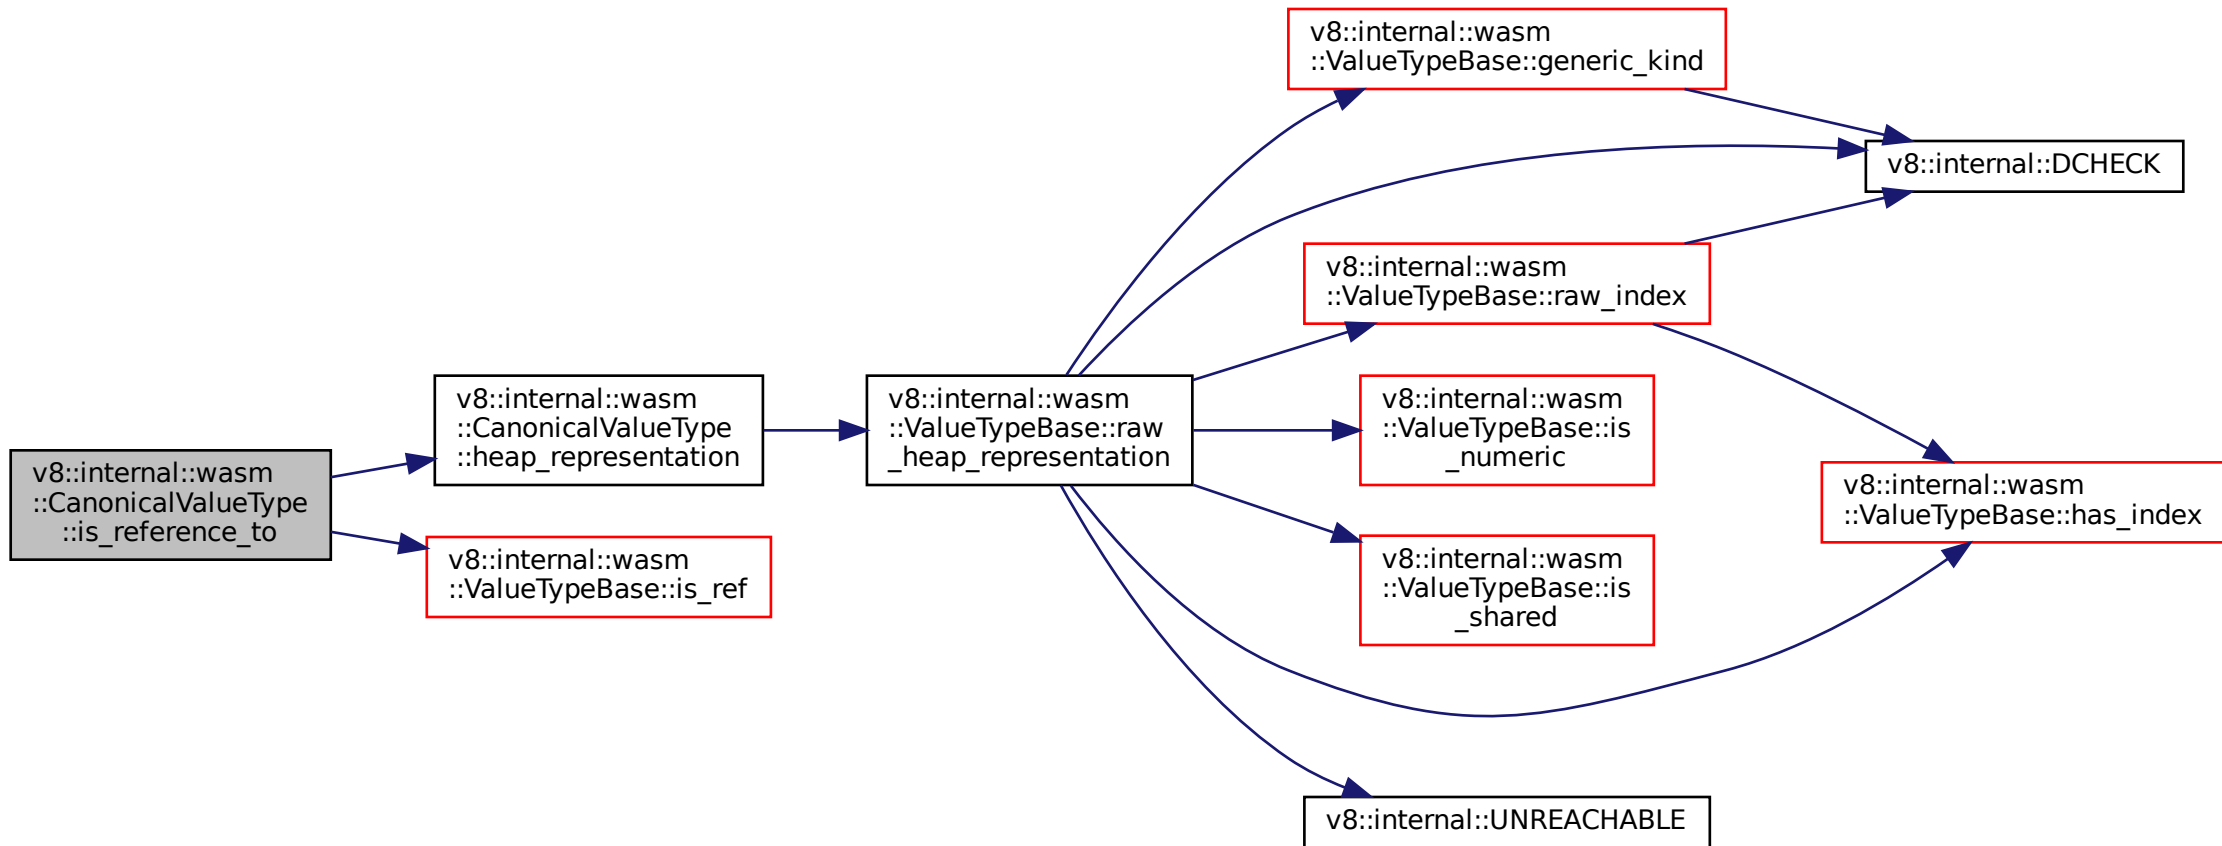 v8::internal::wasm
::CanonicalValueType
::is_reference_to
v8::internal::wasm
::CanonicalValueType
::heap_representation
v8::internal::wasm
::ValueTypeBase::is_ref
v8::internal::wasm
::ValueTypeBase::raw
_heap_representation
v8::internal::wasm
::ValueTypeBase::generic_kind
v8::internal::DCHECK
v8::internal::wasm
::ValueTypeBase::raw_index
v8::internal::wasm
::ValueTypeBase::is
_numeric
v8::internal::wasm
::ValueTypeBase::has_index
v8::internal::wasm
::ValueTypeBase::is
_shared
v8::internal::UNREACHABLE